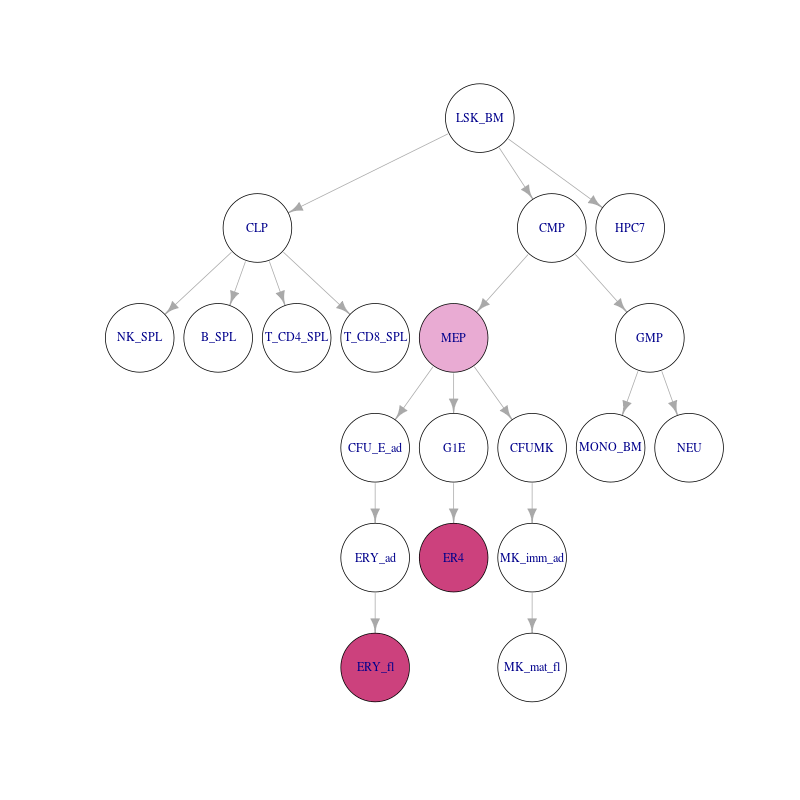 LSK_BM
CLP
CMP
HPC7
NK_SPL
B_SPL
T_CD4_SPL
T_CD8_SPL
MEP
GMP
CFU_E_ad
G1E
CFUMK
MONO_BM
NEU
ERY_ad
ER4
MK_imm_ad
ERY_fl
MK_mat_fl